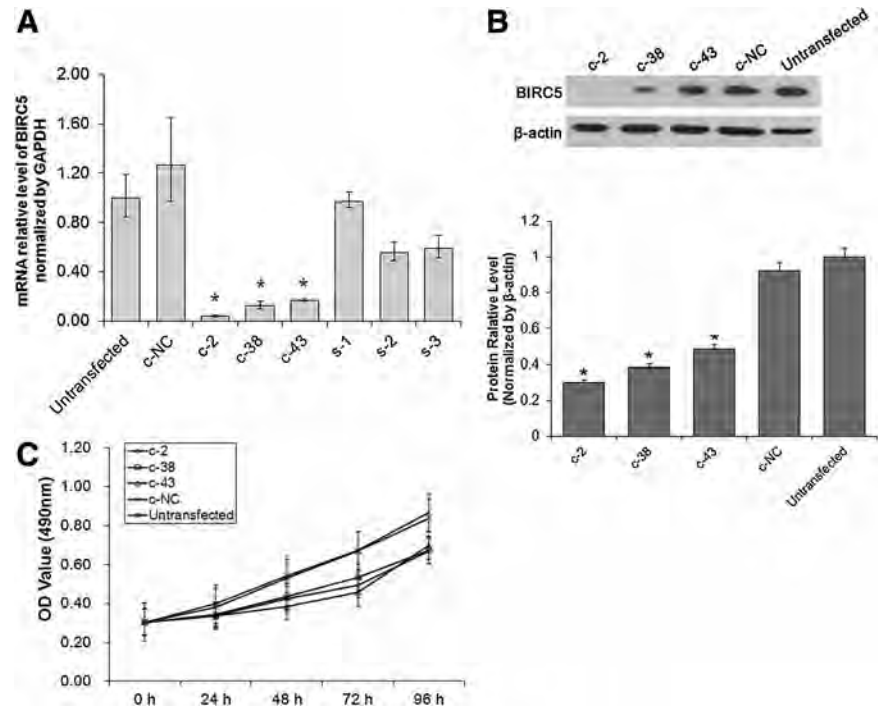 A
mRNA relative level of BIRC5
normalized by GAPDH
2.00
1.60
1.20
0.80
0.40
0.00
*
*
*
Untransfected
c-NC
c-2
c-38
c-43
s-1
s-2
s-3
B
c-2
c-38
c-43
c-NC
Untransfected
BIRC5
β-actin
Protein Ralative Level
(Normalized by β-actin)
1.2
1
0.8
0.6
0.4
0.2
0
*
*
*
c-2
c-38
c-43
c-NC
Untransfected
C
OD Value (490nm)
1.20
1.00
0.80
0.60
0.40
0.20
0.00
c-2
c-38
c-43
c-NC
Untransfected
0 h
24 h
48 h
72 h
96 h